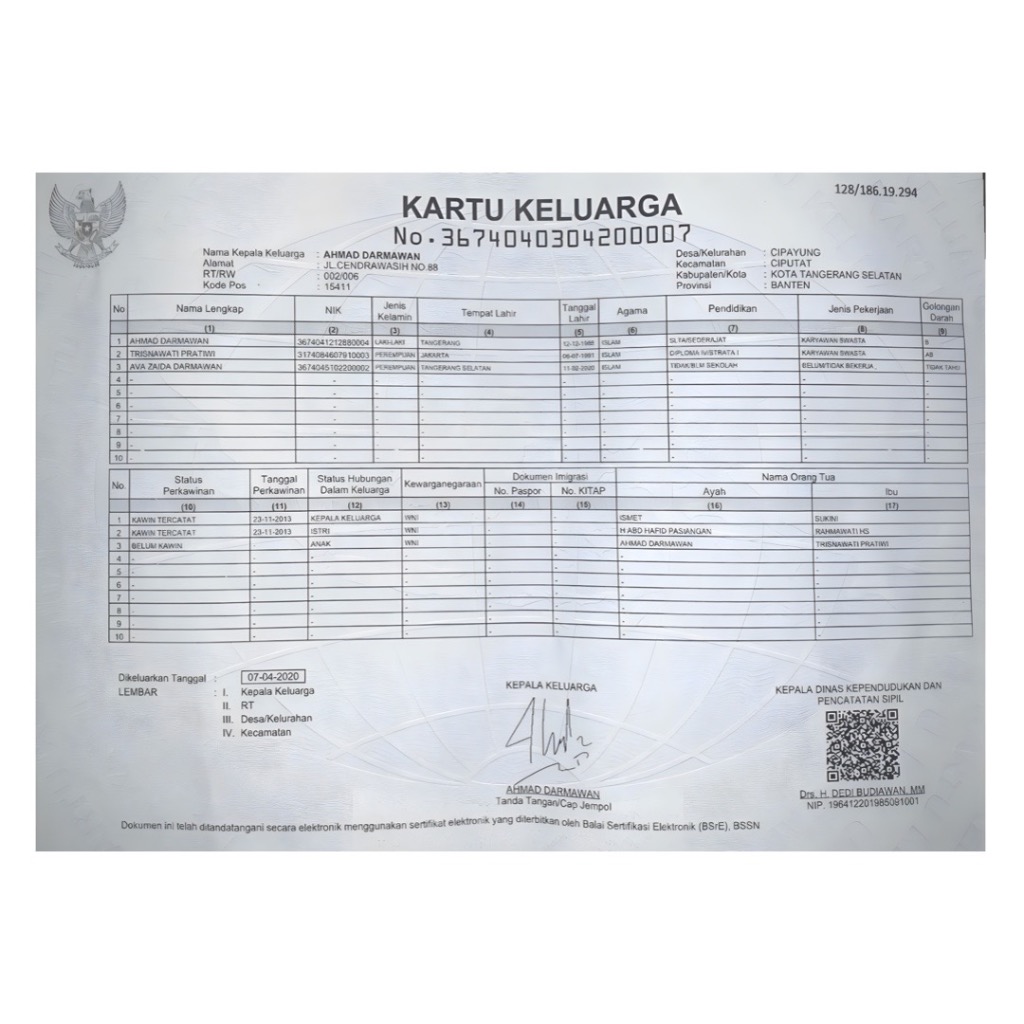 128/186.19.294
KARTU KELUARGA
No.3674040304200007
Nama Kepala Keluarga : AHMAD DARMAWAN
Alamat : JL.CENDRAWASIH NO.88
RT/RW : 002/006
Kode Pos : 15411
Desa/Kelurahan : CIPAYUNG
Kecamatan : CIPUTAT
Kabupaten/Kota : KOTA TANGERANG SELATAN
Provinsi : BANTEN
No Nama Lengkap NIK Jenis Kelamin Tempat Lahir Tanggal Lahir Agama Pendidikan Jenis Pekerjaan Golongan Darah
(1) (2) (3) (4) (5) (6) (7) (8) (9)
1 AHMAD DARMAWAN 3674041212880004 LAKI-LAKI TANGERANG 12-12-1988 ISLAM SLTA/SEDERAJAT KARYAWAN SWASTA B
2 TRISNAWATI PRATIWI 3174084607910003 PEREMPUAN JAKARTA 06-07-1991 ISLAM DIPLOMA IV/STRATA I KARYAWAN SWASTA AB
3 AVA ZAIDA DARMAWAN 3674045102200002 PEREMPUAN TANGERANG SELATAN 11-02-2020 ISLAM TIDAK/BLM SEKOLAH BELUM/TIDAK BEKERJA TIDAK TAHU
4 - - - - - - - - -
5 - - - - - - - - -
6 - - - - - - - - -
7 - - - - - - - - -
8 - - - - - - - - -
9 - - - - - - - - -
10 - - - - - - - - -
No. Status Perkawinan Tanggal Perkawinan Status Hubungan Dalam Keluarga Kewarganegaraan Dokumen Imigrasi Nama Orang Tua
No. Paspor No. KITAP Ayah Ibu
(10) (11) (12) (13) (14) (15) (16) (17)
1 KAWIN TERCATAT 23-11-2013 KEPALA KELUARGA WNI - - ISMET SUKINI
2 KAWIN TERCATAT 23-11-2013 ISTRI WNI - - H ABD HAFID PASIANGAN RAHMAWATI HS
3 BELUM KAWIN - ANAK WNI - - AHMAD DARMAWAN TRISNAWATI PRATIWI
4 - - - - - - - -
5 - - - - - - - -
6 - - - - - - - -
7 - - - - - - - -
8 - - - - - - - -
9 - - - - - - - -
10 - - - - - - - -
Dikeluarkan Tanggal : 07-04-2020
LEMBAR : I. Kepala Keluarga
II. RT
III. Desa/Kelurahan
IV. Kecamatan
KEPALA KELUARGA
AHMAD DARMAWAN
Tanda Tangan/Cap Jempol
KEPALA DINAS KEPENDUDUKAN DAN
PENCATATAN SIPIL
Drs. H. DEDI BUDIAWAN, MM
NIP. 196412201985091001
Dokumen ini telah ditandatangani secara elektronik menggunakan sertifikat elektronik yang diterbitkan oleh Balai Sertifikasi Elektronik (BSrE), BSSN